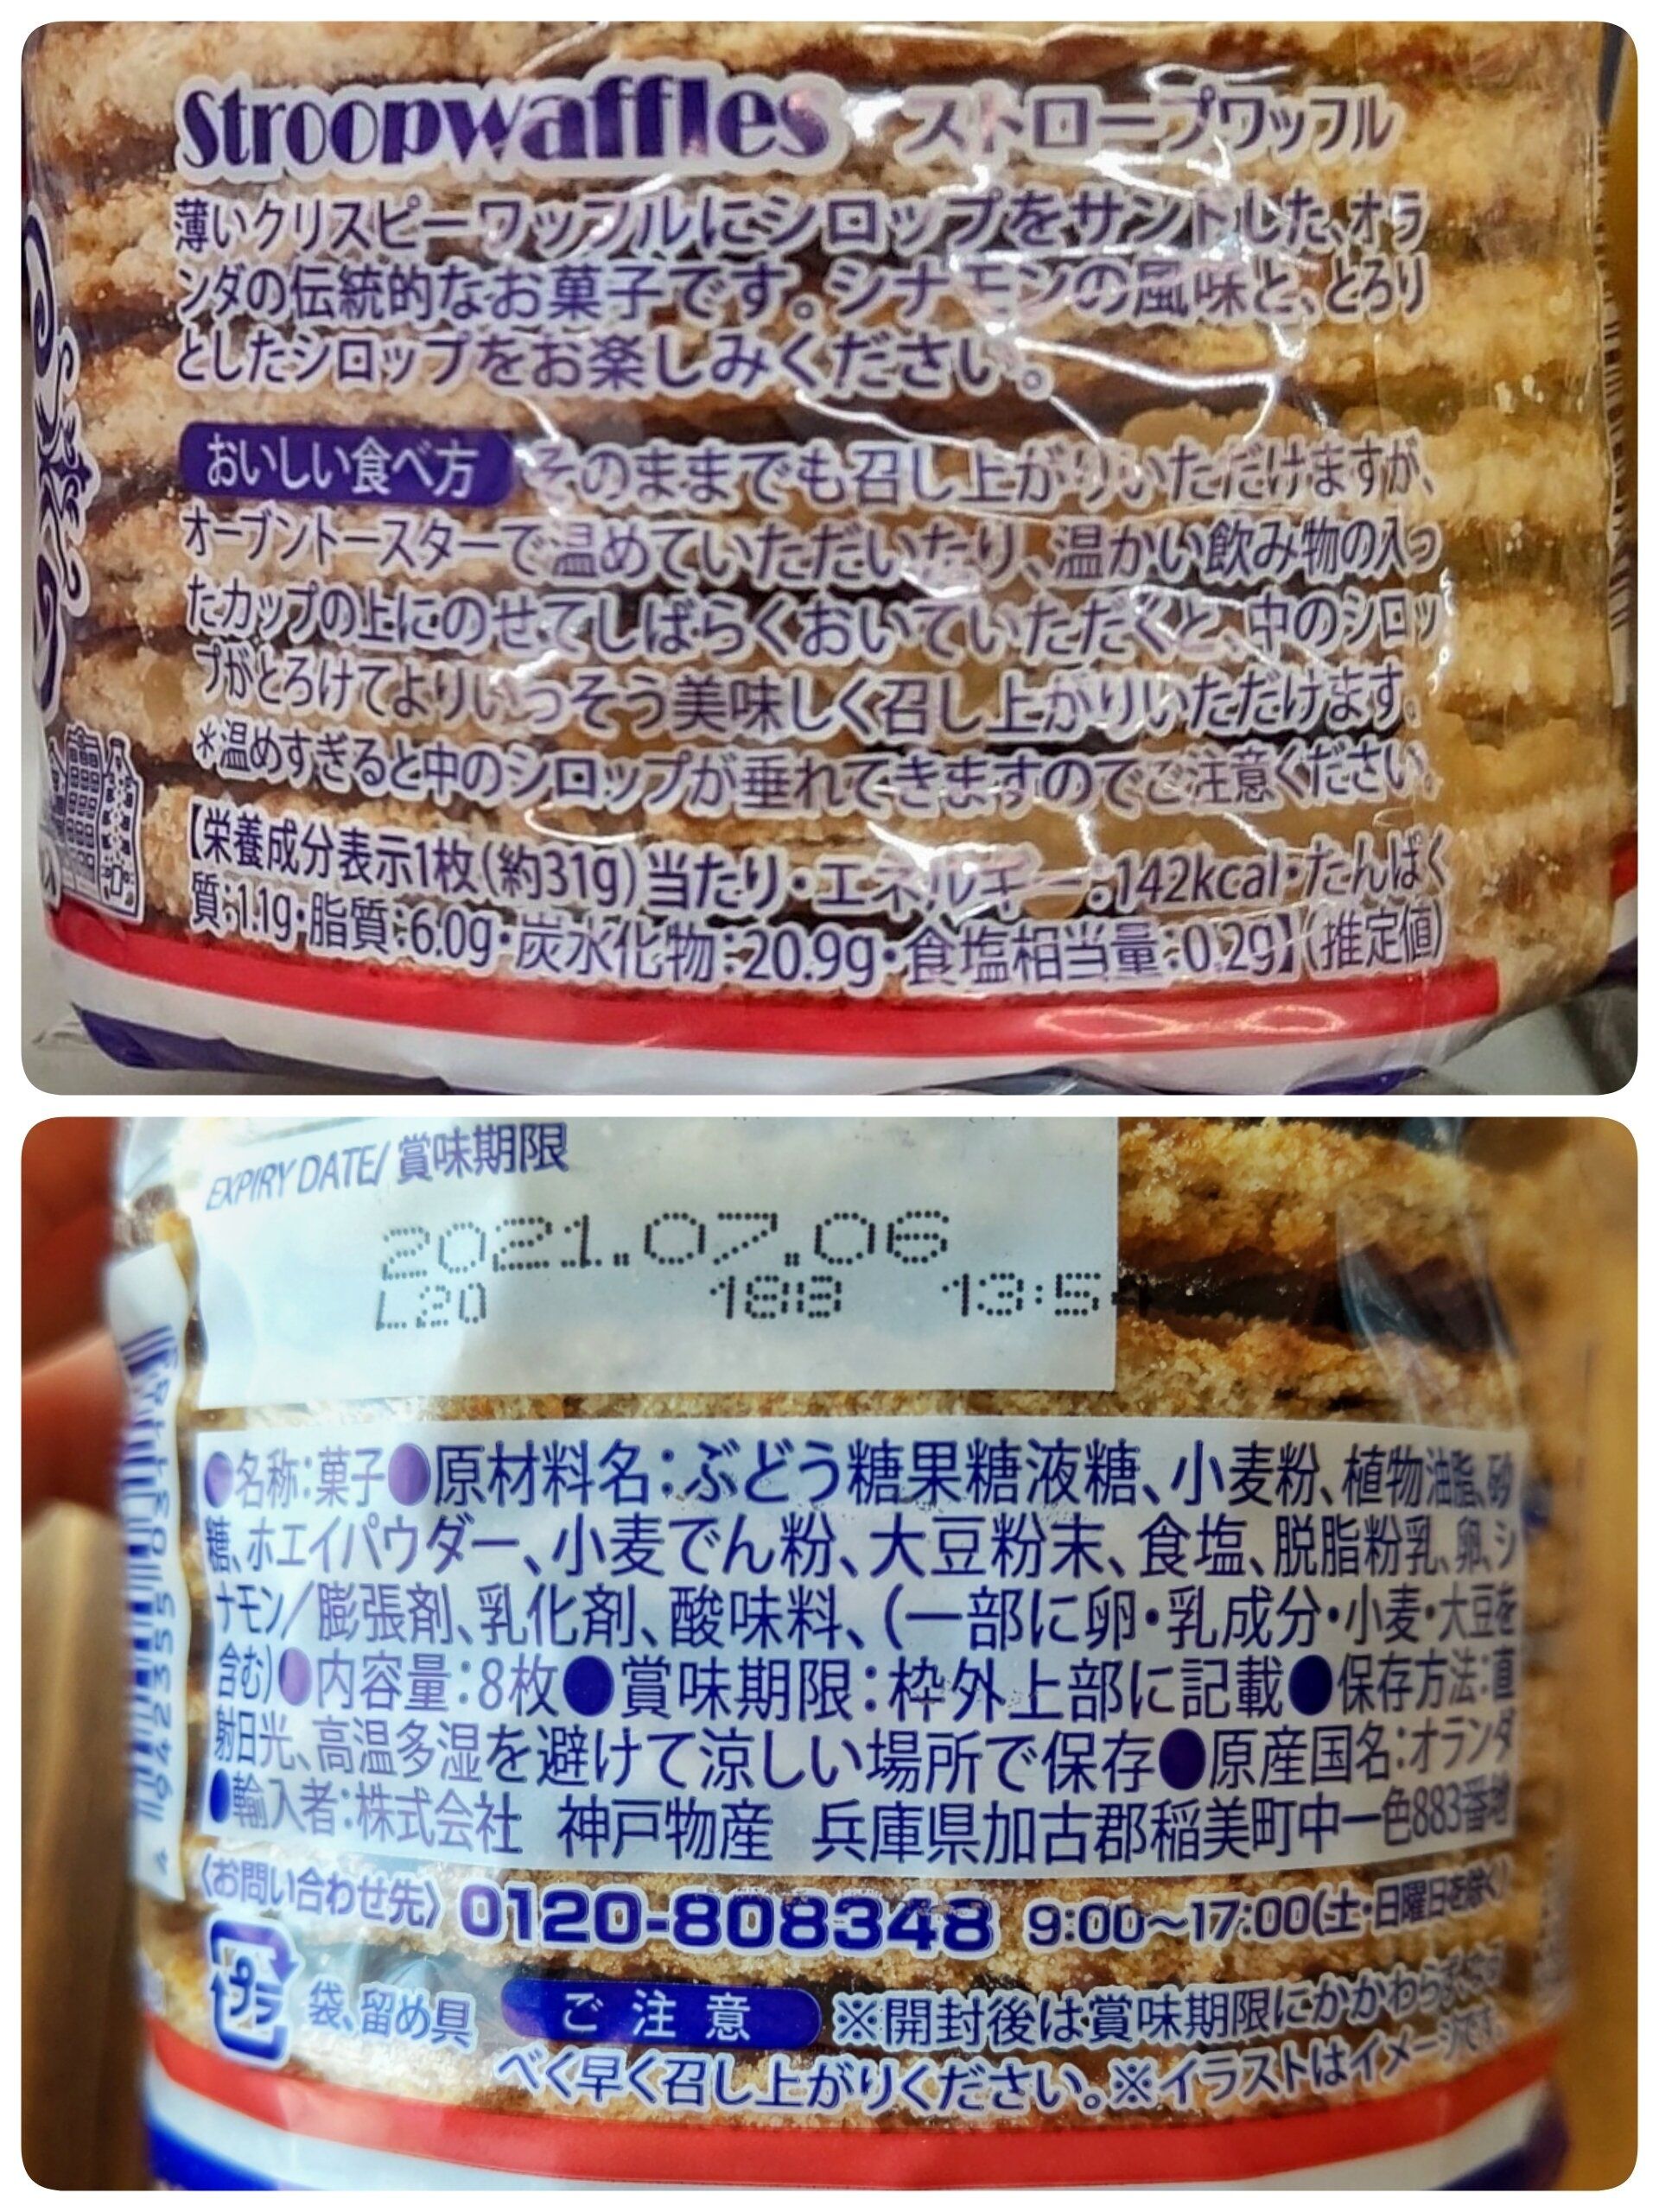 Stroopwaffles ストロープワッフル
薄いクリスピーワッフルにシロップをサンドした、オラ
ンダの伝統的なお菓子です。シナモンの風味と、とろり
としたシロップをお楽しみください。
おいしい食べ方 そのままでも召し上がりいただけますが、
オーブントースターで温めていただいたり、温かい飲み物の入っ
たカップの上にのせてしばらくおいていただくと、中のシロッ
プがとろけてよりいっそう美味しく召し上がりいただけます。
*温めすぎると中のシロップが垂れてきますのでご注意ください。
【栄養成分表示1枚(約31g)当たり・エネルギー:142kcal・たんぱく
質:1.1g・脂質:6.0g・炭水化物:20.9g・食塩相当量:0.2g】(推定値)
EXPIRY DATE/ 賞味期限
2021.07.06
L20 188 13:54
●名称:菓子●原材料名:ぶどう糖果糖液糖、小麦粉、植物油脂、砂
糖、ホエイパウダー、小麦でん粉、大豆粉末、食塩、脱脂粉乳、卵、シ
ナモン/膨張剤、乳化剤、酸味料、(一部に卵・乳成分・小麦・大豆を
含む)●内容量:8枚●賞味期限:枠外上部に記載●保存方法:直
射日光、高温多湿を避けて涼しい場所で保存●原産国名:オランダ
●輸入者:株式会社 神戸物産 兵庫県加古郡稲美町中一色883番地
〈お問い合わせ先〉 0120-808348 9:00～17:00(土・日曜日を除く)
プラ 袋、留め具 ご注意 ※開封後は賞味期限にかかわらず
べく早く召し上がりください。※イラストはイメージです。